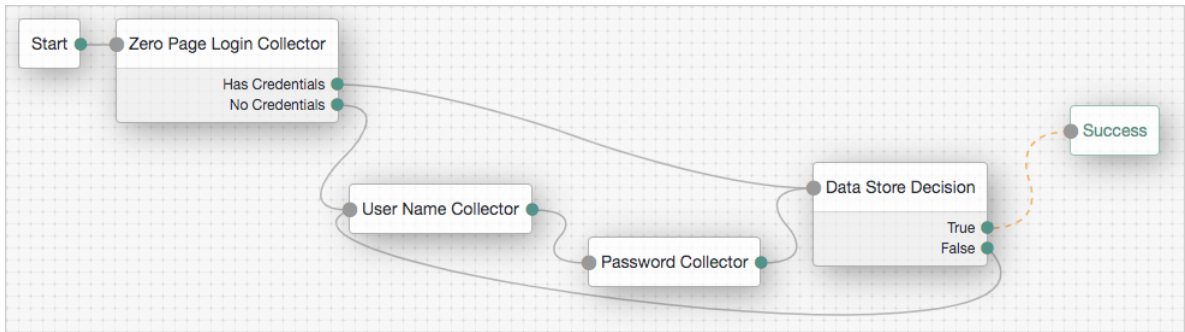 Start
Zero Page Login Collector
Has Credentials
No Credentials
User Name Collector
Password Collector
Data Store Decision
True
False
Success